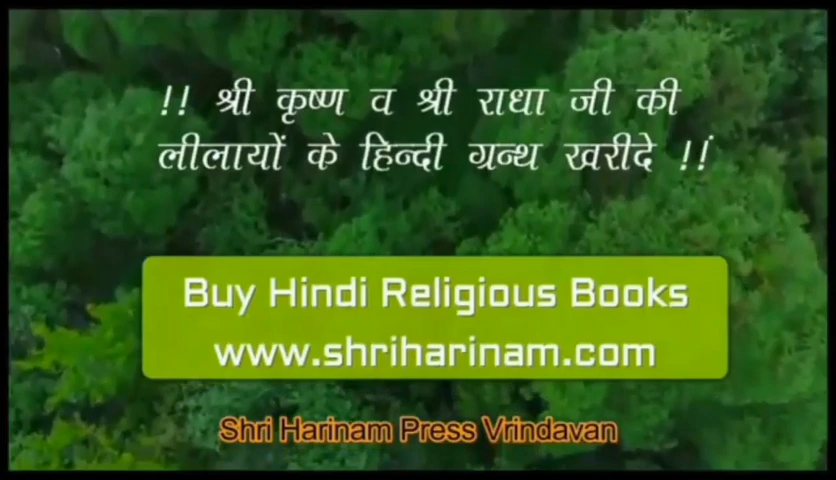 !! श्री कृष्ण व श्री राधा जी की
लीलायों के हिन्दी ग्रन्थ खरीदे !!ं
Buy Hindi Religious Books
www.shriharinam.com
Shri Harinam Press Vrindavan